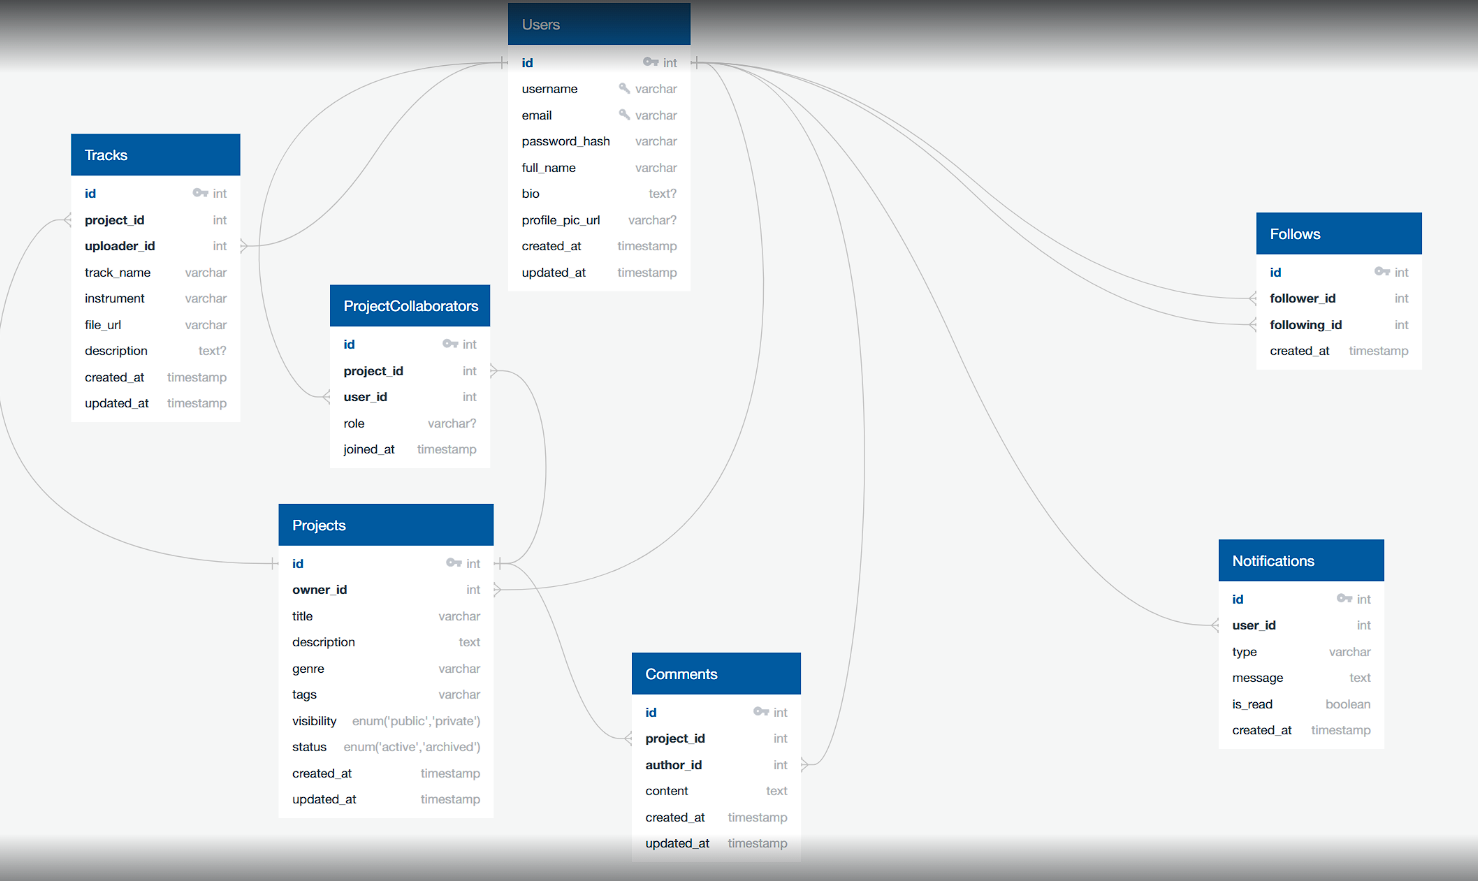 Users
id int
username varchar
email varchar
password_hash varchar
full_name varchar
bio text?
profile_pic_url varchar?
created_at timestamp
updated_at timestamp
Tracks
id int
project_id int
uploader_id int
track_name varchar
instrument varchar
file_url varchar
description text?
created_at timestamp
updated_at timestamp
ProjectCollaborators
id int
project_id int
user_id int
role varchar?
joined_at timestamp
Follows
id int
follower_id int
following_id int
created_at timestamp
Projects
id int
owner_id int
title varchar
description text
genre varchar
tags varchar
visibility enum('public','private')
status enum('active','archived')
created_at timestamp
updated_at timestamp
Notifications
id int
user_id int
type varchar
message text
is_read boolean
created_at timestamp
Comments
id int
project_id int
author_id int
content text
created_at timestamp
updated_at timestamp